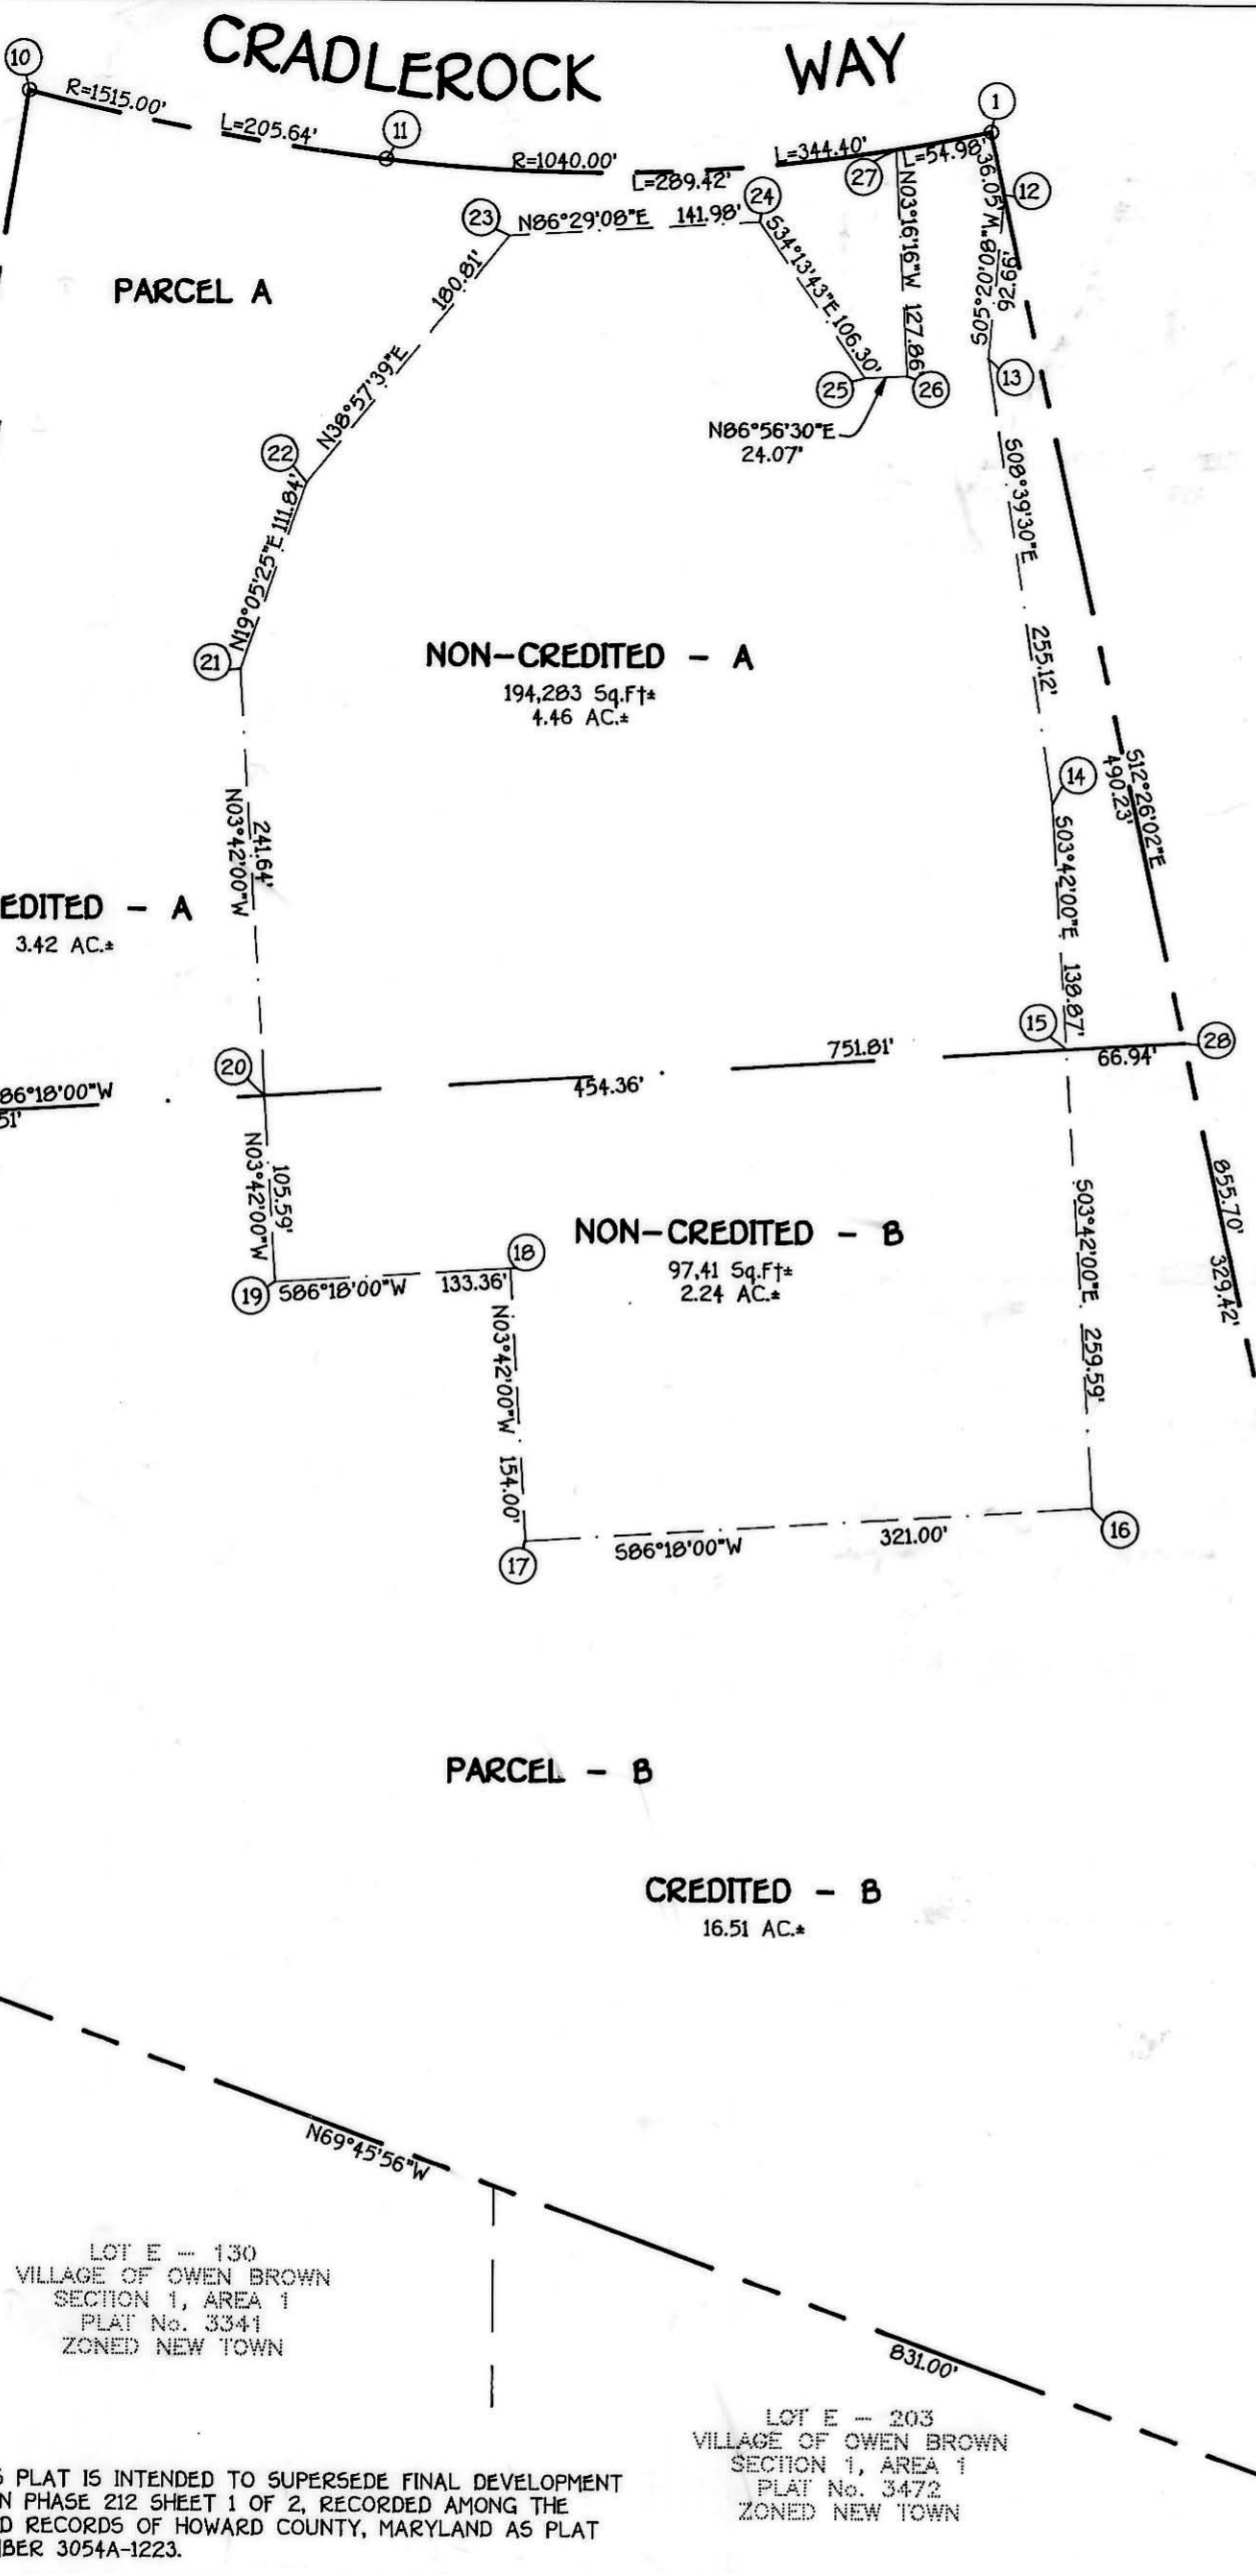 CRADLEROCK WAY
10
R=1515.00'
L=205.64'
11
R=1040.00'
L=289.42'
L=344.40'
27
L=54.98'
1
36.05'
12
S05°20'08"W
92.66'
13
23
N86°29'08"E 141.98'
24
S34°13'43"E 106.30'
N03°16'16"W 127.86'
25
26
N86°56'30"E
24.07'
PARCEL A
180.81'
N38°57'39"E
22
N19°05'25"E 111.84'
21
S08°39'30"E
255.12'
NON-CREDITED - A
194,283 Sq.Ft±
4.46 AC.±
14
S12°26'02"E
490.23'
241.64'
N03°42'00"W
S03°42'00"E 138.87'
EDITED - A
3.42 AC.±
15
28
751.81'
66.94'
20
454.36'
86°18'00"W
51'
105.59'
N03°42'00"W
855.70'
329.42'
S03°42'00"E 259.59'
NON-CREDITED - B
97,41 Sq.Ft±
2.24 AC.±
18
19
S86°18'00"W 133.36'
N03°42'00"W 154.00'
17
S86°18'00"W 321.00'
16
PARCEL - B
CREDITED - B
16.51 AC.±
N69°45'56"W
831.00'
LOT E - 130
VILLAGE OF OWEN BROWN
SECTION 1, AREA 1
PLAT No. 3341
ZONED NEW TOWN
LOT E - 203
VILLAGE OF OWEN BROWN
SECTION 1, AREA 1
PLAT No. 3472
ZONED NEW TOWN
S PLAT IS INTENDED TO SUPERSEDE FINAL DEVELOPMENT
N PHASE 212 SHEET 1 OF 2, RECORDED AMONG THE
D RECORDS OF HOWARD COUNTY, MARYLAND AS PLAT
BER 3054A-1223.